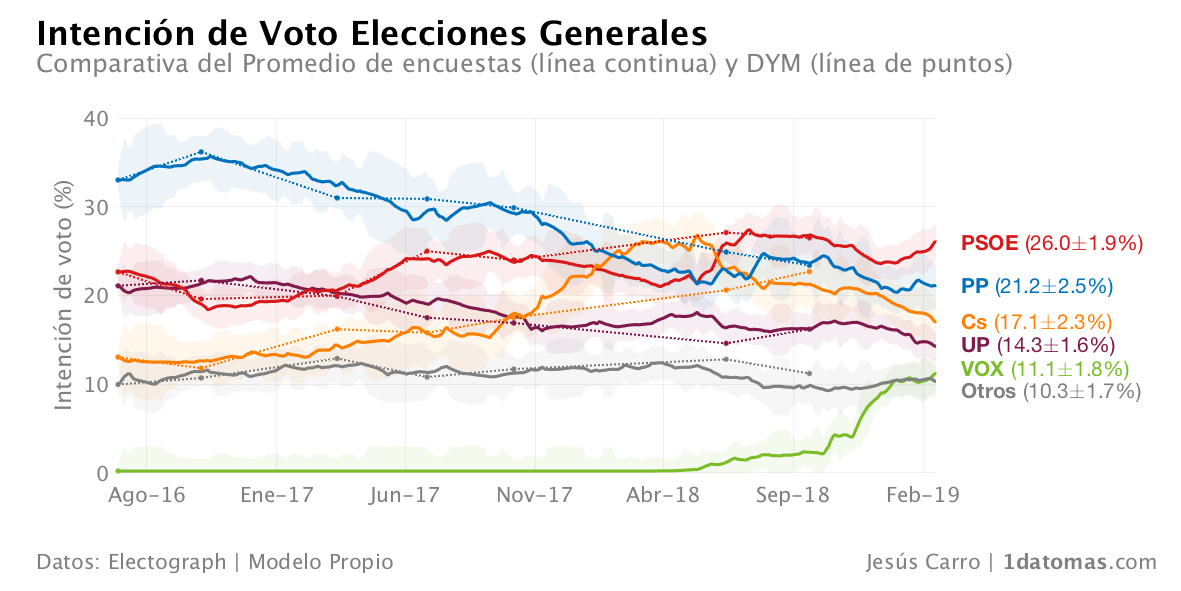 Intención de Voto Elecciones Generales
Comparativa del Promedio de encuestas (línea continua) y DYM (línea de puntos)
Intención de voto (%)
40
30
20
10
0
Ago-16 Ene-17 Jun-17 Nov-17 Abr-18 Sep-18 Feb-19
PSOE (26.0±1.9%)
PP (21.2±2.5%)
Cs (17.1±2.3%)
UP (14.3±1.6%)
VOX (11.1±1.8%)
Otros (10.3±1.7%)
Datos: Electograph | Modelo Propio
Jesús Carro | 1datomas.com